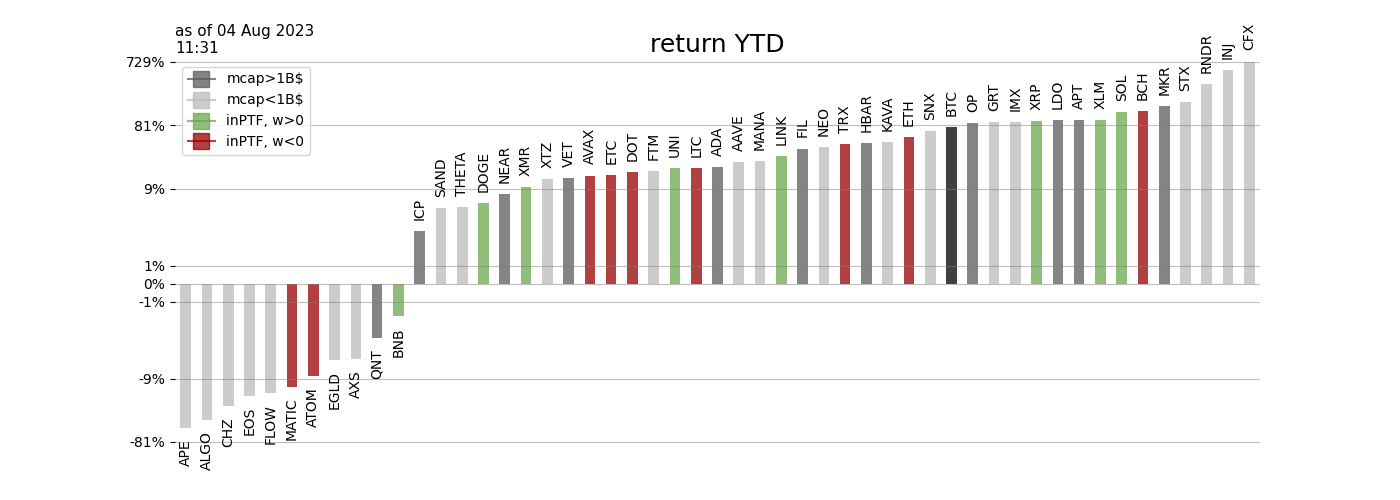 as of 04 Aug 2023
11:31
return YTD
729%
81%
9%
1%
0%
-1%
-9%
-81%
mcap>1B$
mcap<1B$
inPTF, w>0
inPTF, w<0
APE
ALGO
CHZ
EOS
FLOW
MATIC
ATOM
EGLD
AXS
QNT
BNB
ICP
SAND
THETA
DOGE
NEAR
XMR
XTZ
VET
AVAX
ETC
DOT
FTM
UNI
LTC
ADA
AAVE
MANA
LINK
FIL
NEO
TRX
HBAR
KAVA
ETH
SNX
BTC
OP
GRT
IMX
XRP
LDO
APT
XLM
SOL
BCH
MKR
STX
RNDR
INJ
CFX